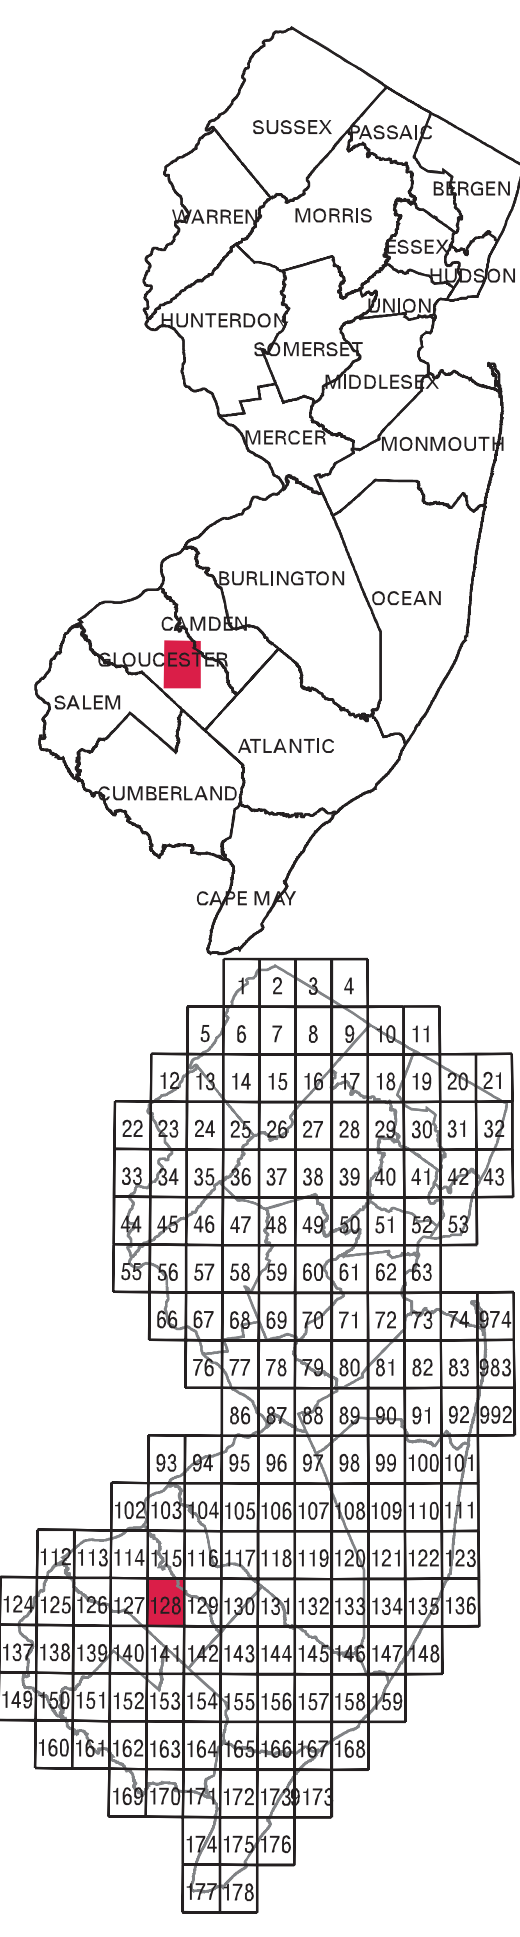 SUSSEX
PASSAIC
BERGEN
WARREN
MORRIS
ESSEX
HUDSON
UNION
HUNTERDON
SOMERSET
MIDDLESEX
MERCER
MONMOUTH
BURLINGTON
OCEAN
CAMDEN
GLOUCESTER
SALEM
ATLANTIC
CUMBERLAND
CAPE MAY
1 2 3 4
5 6 7 8 9 10 11
12 13 14 15 16 17 18 19 20 21
22 23 24 25 26 27 28 29 30 31 32
33 34 35 36 37 38 39 40 41 42 43
44 45 46 47 48 49 50 51 52 53
55 56 57 58 59 60 61 62 63
66 67 68 69 70 71 72 73 74 974
76 77 78 79 80 81 82 83 983
86 87 88 89 90 91 92 992
93 94 95 96 97 98 99 100 101
102 103 104 105 106 107 108 109 110 111
112 113 114 115 116 117 118 119 120 121 122 123
124 125 126 127 128 129 130 131 132 133 134 135 136
137 138 139 140 141 142 143 144 145 146 147 148
149 150 151 152 153 154 155 156 157 158 159
160 161 162 163 164 165 166 167 168
169 170 171 172 173 9173
174 175 176
177 178